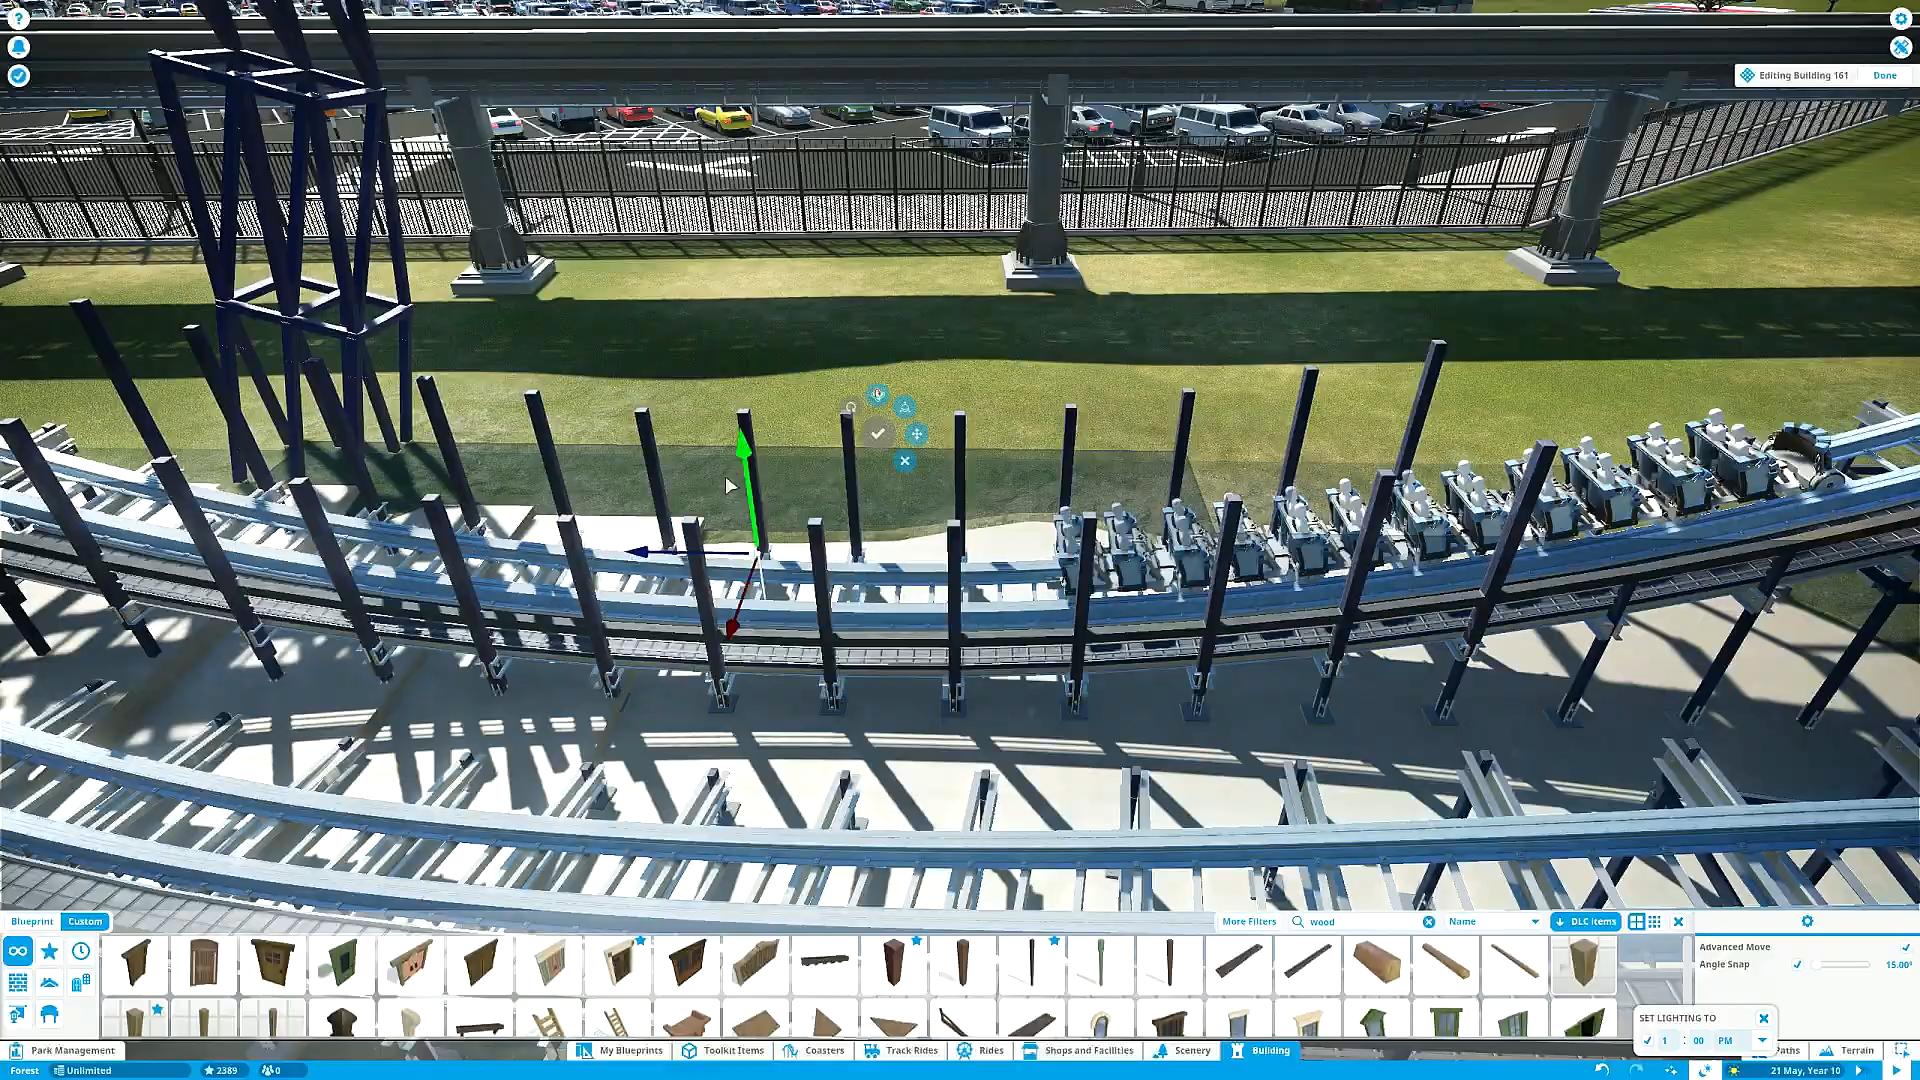 ?
Editing Building 161 Done
Blueprint Custom More Filters wood Name DLC Items
Advanced Move
Angle Snap 15.00°
SET LIGHTING TO
1 : 00 PM
Park Management My Blueprints Toolkit Items Coasters Track Rides Rides Shops and Facilities Scenery Building Paths Terrain
Forest Unlimited 2389 0 21 May, Year 10